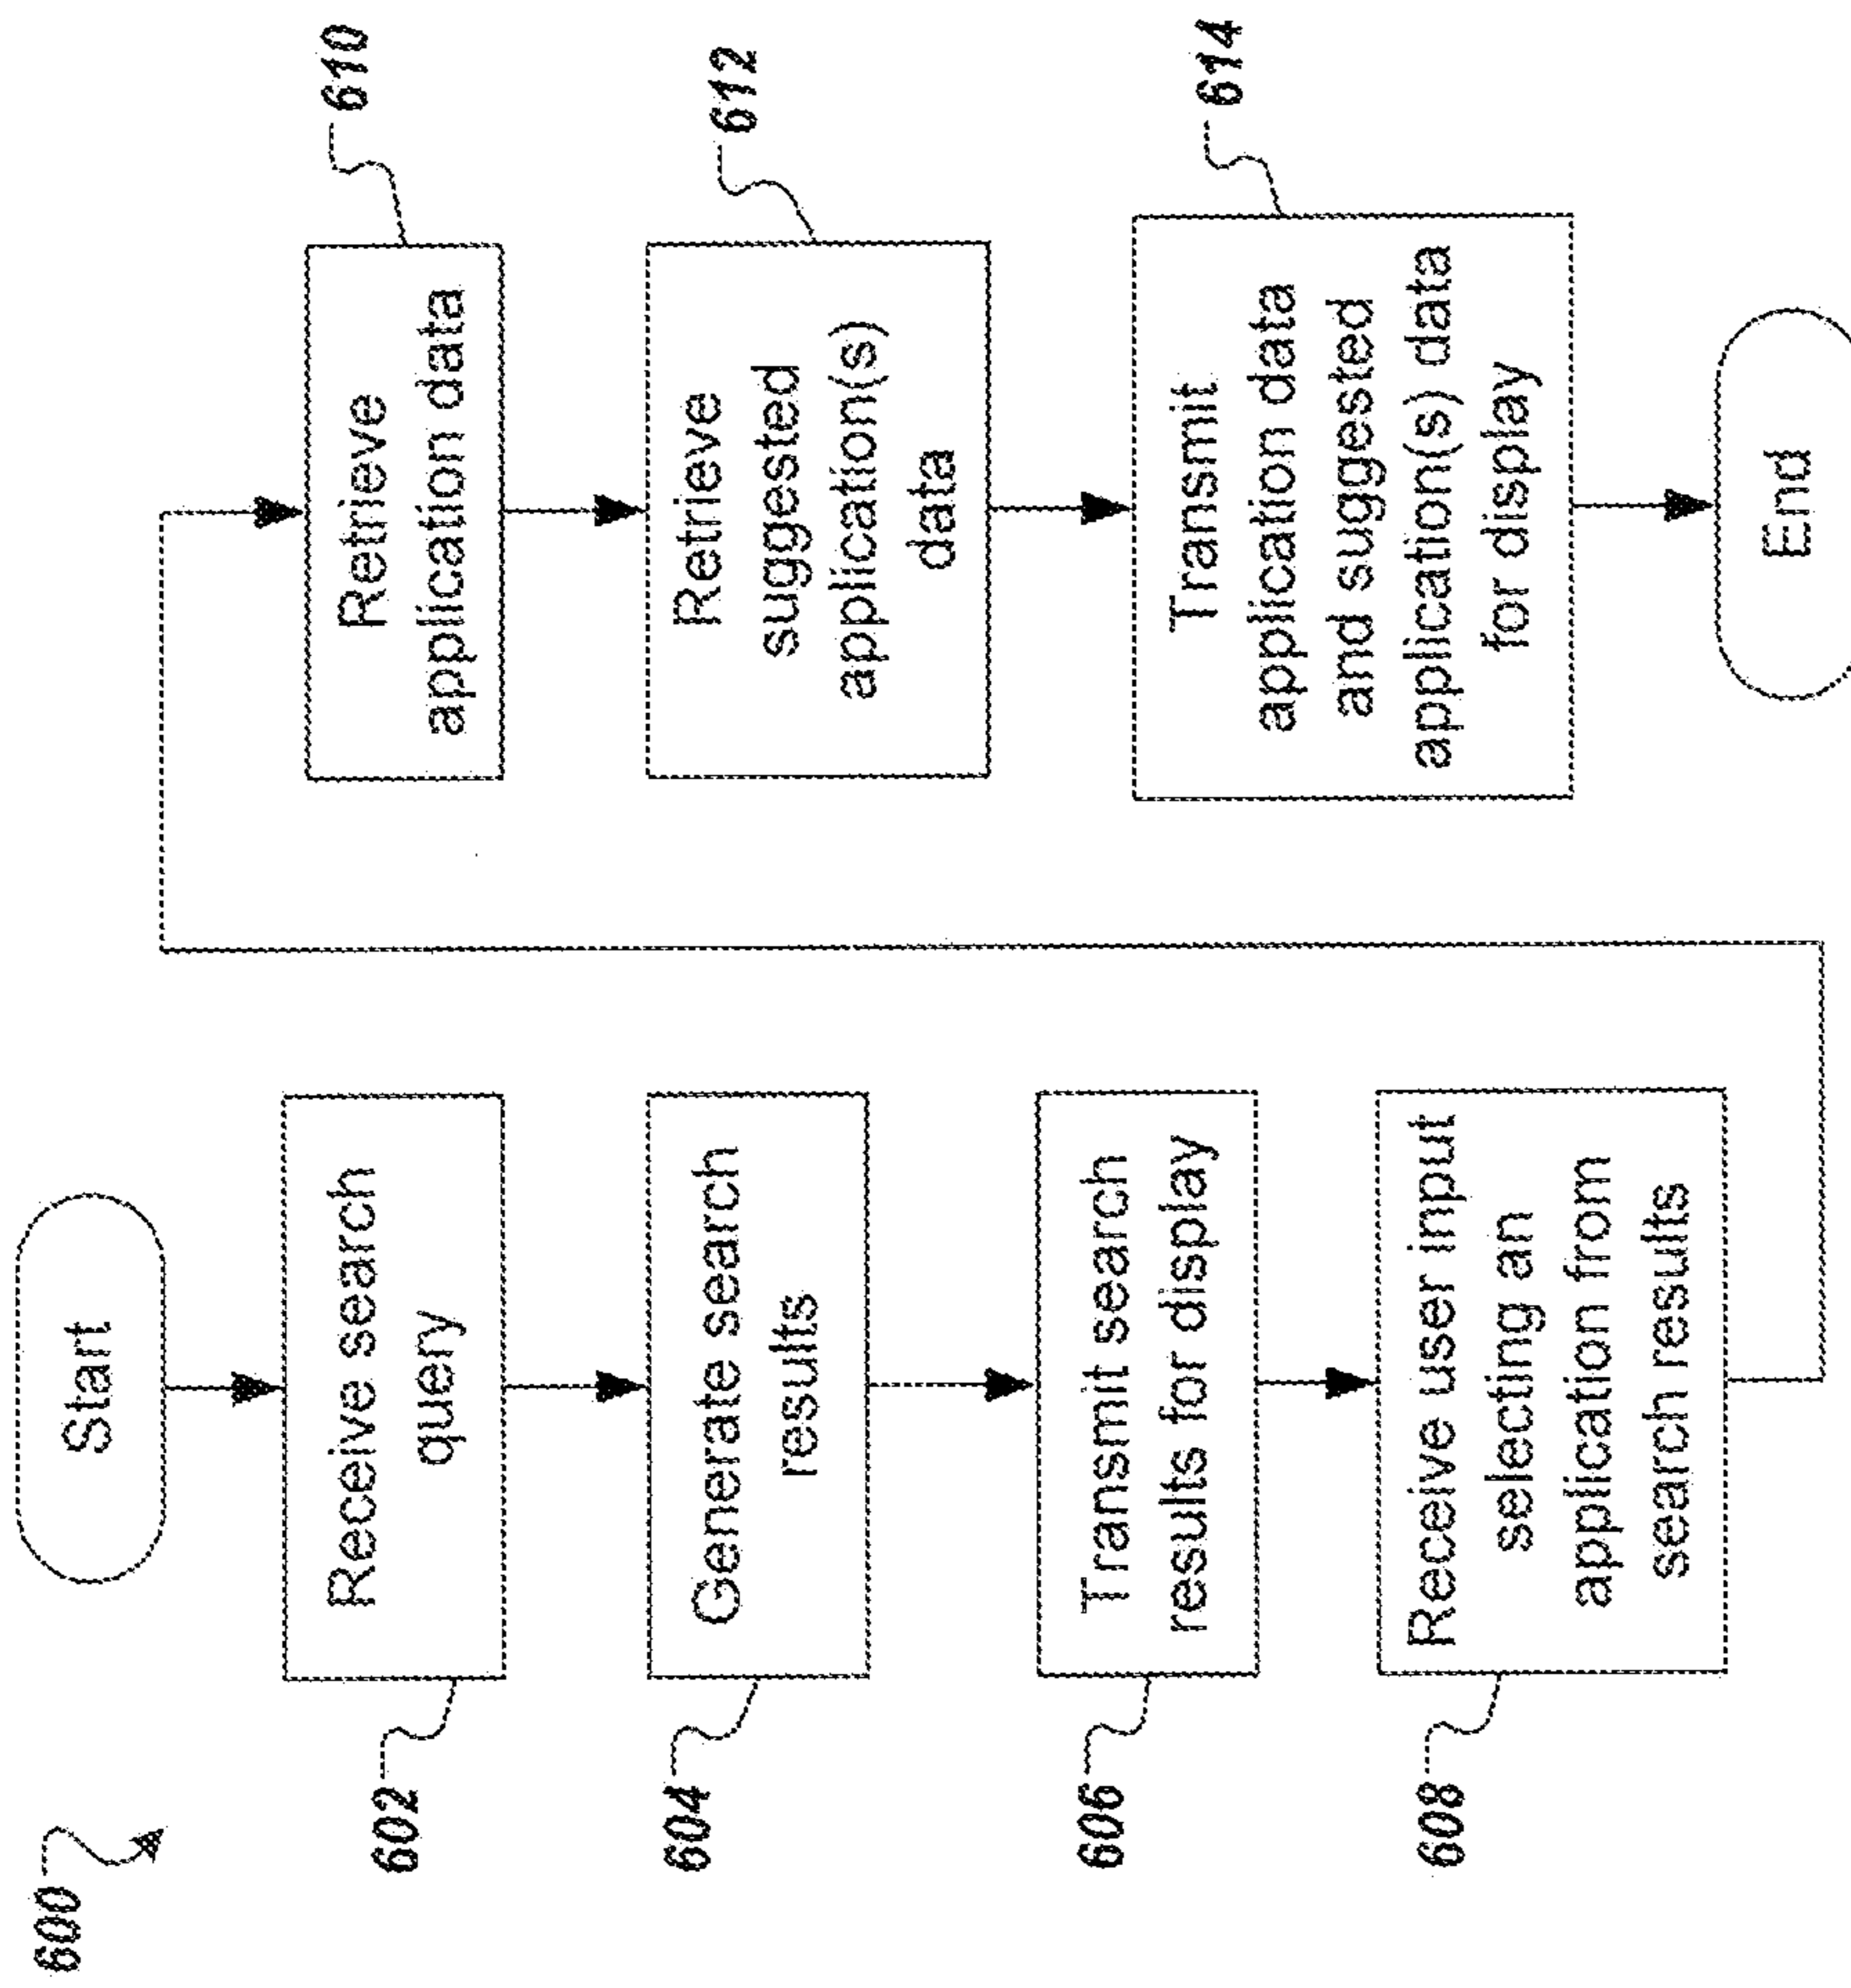 600
Start
602
Receive search
query
604
Generate search
results
606
Transmit search
results for display
608
Receive user input
selecting an
application from
search results
610
Retrieve
application data
612
Retrieve
suggested
application(s)
data
614
Transmit
application data
and suggested
application(s) data
for display
End